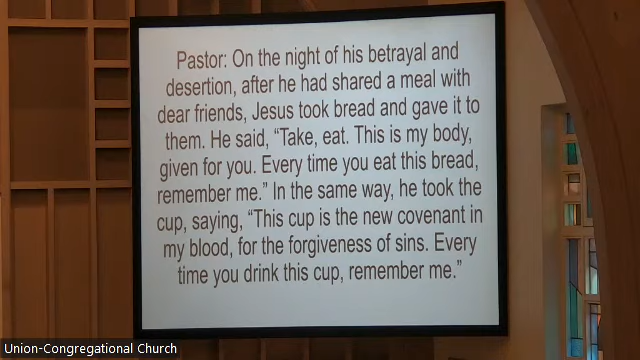 Pastor: On the night of his betrayal and
desertion, after he had shared a meal with
dear friends, Jesus took bread and gave it to
them. He said, “Take, eat. This is my body,
given for you. Every time you eat this bread,
remember me.” In the same way, he took the
cup, saying, “This cup is the new covenant in
my blood, for the forgiveness of sins. Every
time you drink this cup, remember me.”
Union-Congregational Church